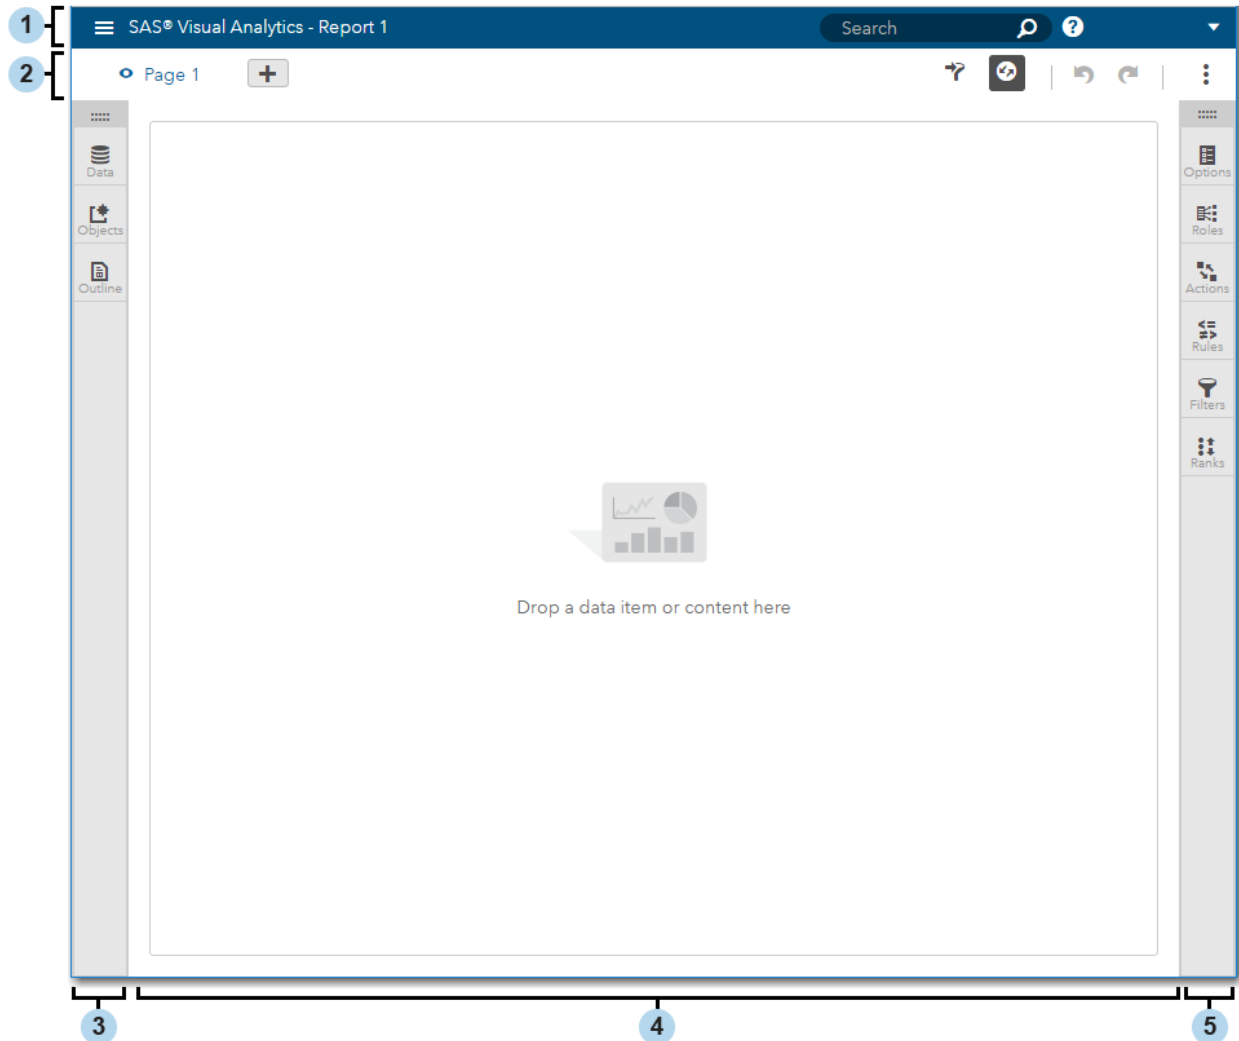 1
SAS® Visual Analytics - Report 1
Search
?
2
Page 1
Data
Objects
Outline
Options
Roles
Actions
Rules
Filters
Ranks
Drop a data item or content here
3
4
5